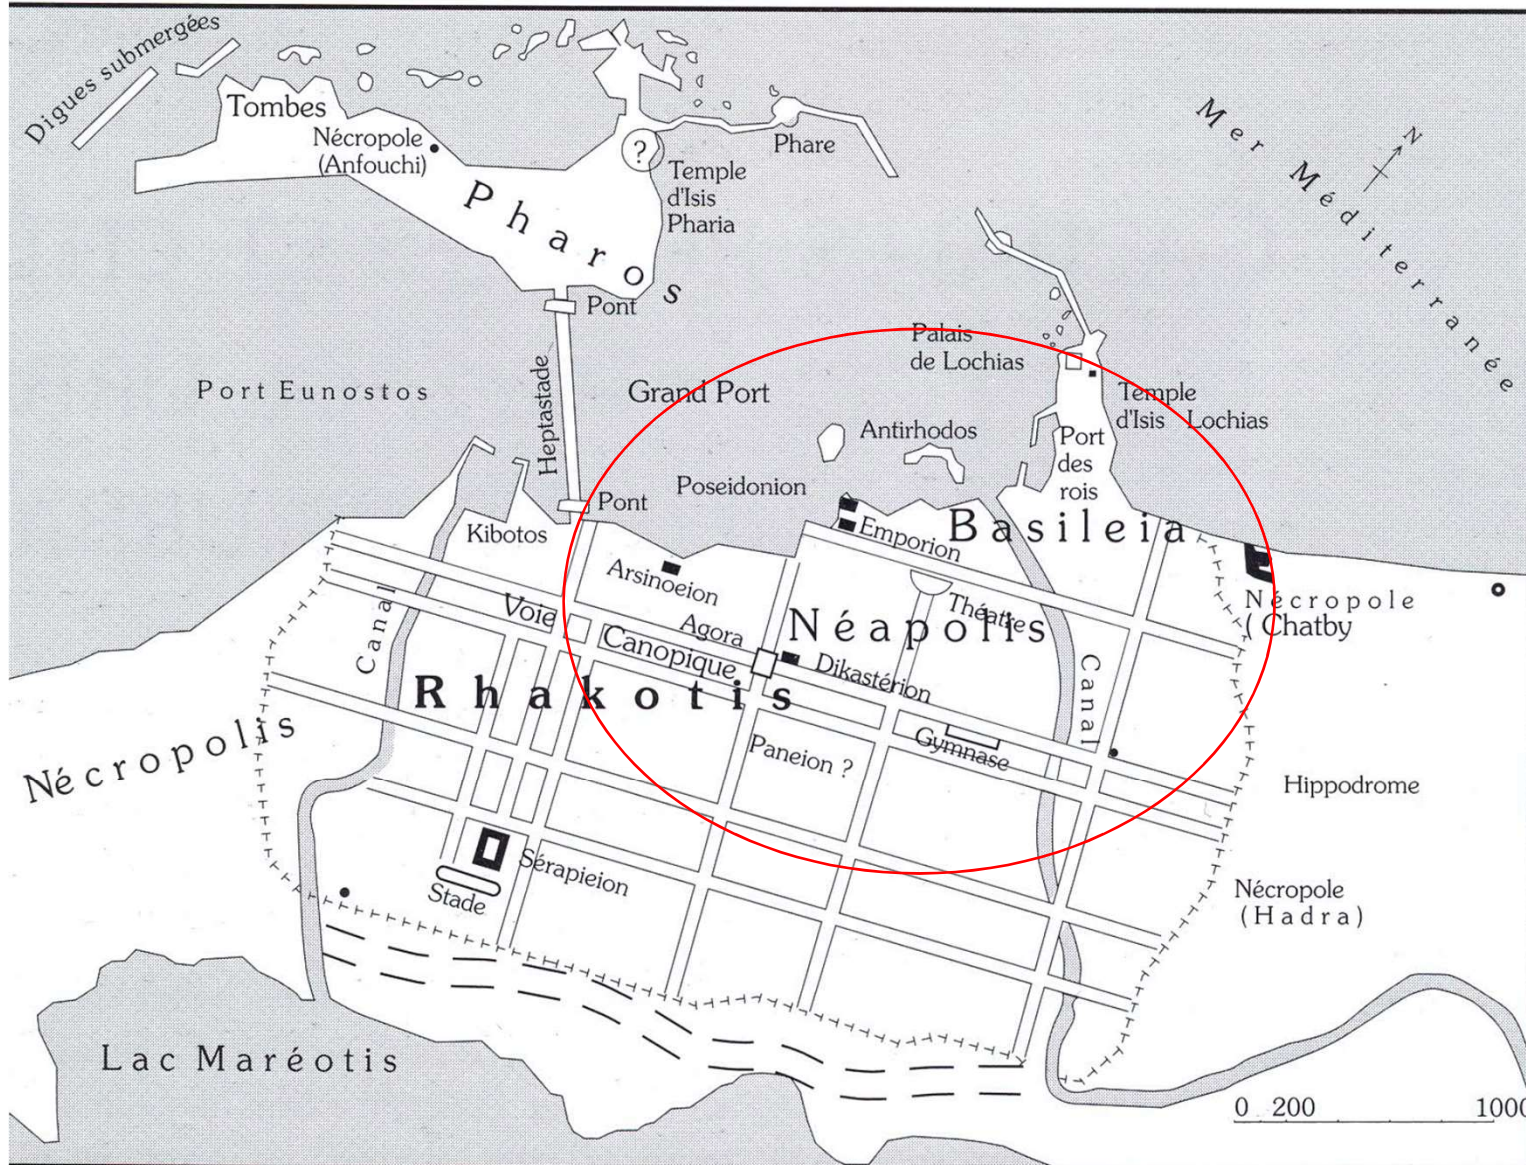 Digues submergées
Tombes
Nécropole
(Anfouchi)
?
Temple
d'Isis
Pharia
Phare
Mer Méditerranée
N
Pharos
Pont
Port Eunostos
Heptastade
Grand Port
Palais
de Lochias
Temple
d'Isis Lochias
Antirhodos
Port
des
rois
Poseidonion
Pont
Kibotos
Emporion
Basileia
Arsinoeion
Théatre
Nécropole
( Chatby
Voie
Canopique
Agora
Néapolis
Canal
Rhakotis
Dikastérion
Canal
Gymnase
Paneion ?
Nécropolis
Hippodrome
Sérapieion
Stade
Nécropole
(Hadra)
Lac Maréotis
0 200 1000